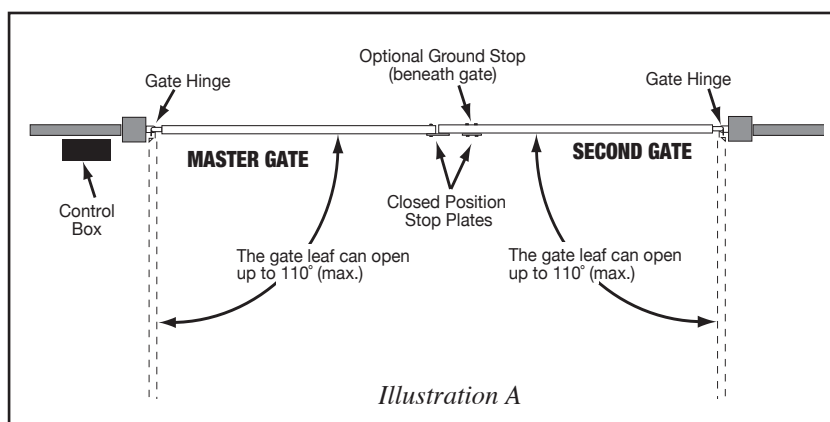 Optional Ground Stop
(beneath gate)
Gate Hinge
Gate Hinge
MASTER GATE
SECOND GATE
Control
Box
Closed Position
Stop Plates
The gate leaf can open
up to 110° (max.)
The gate leaf can open
up to 110° (max.)
Illustration A